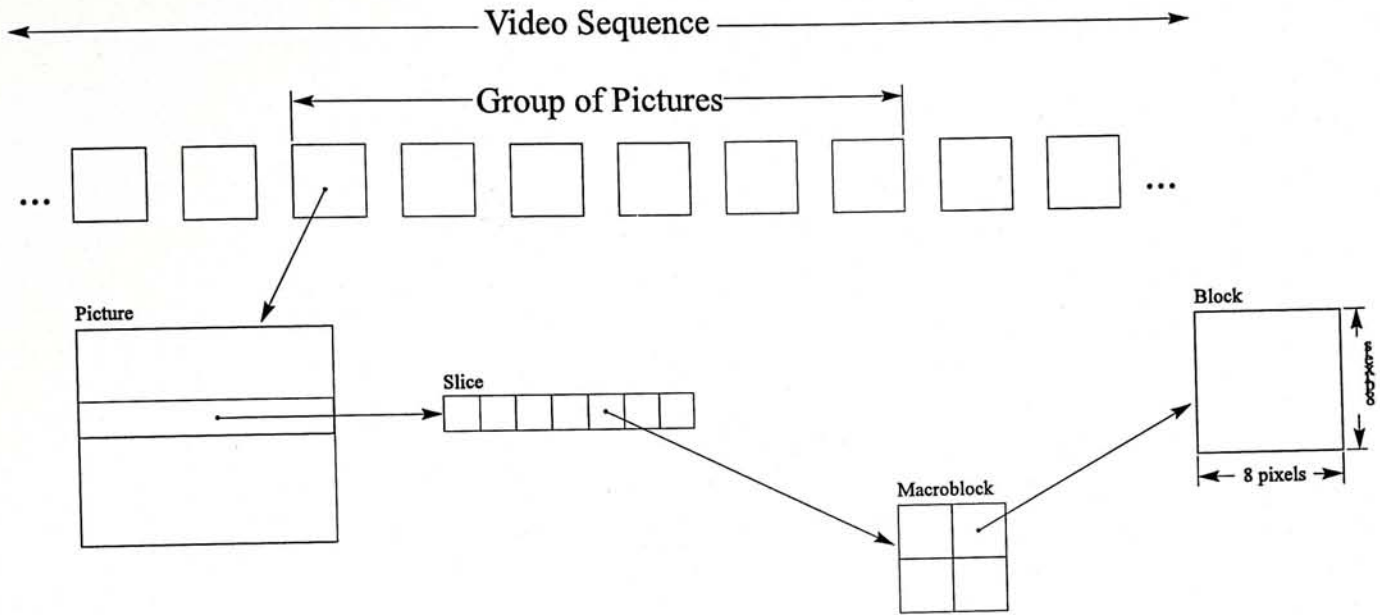 Video Sequence
Group of Pictures
...
...
Picture
Slice
Macroblock
Block
8 pixels